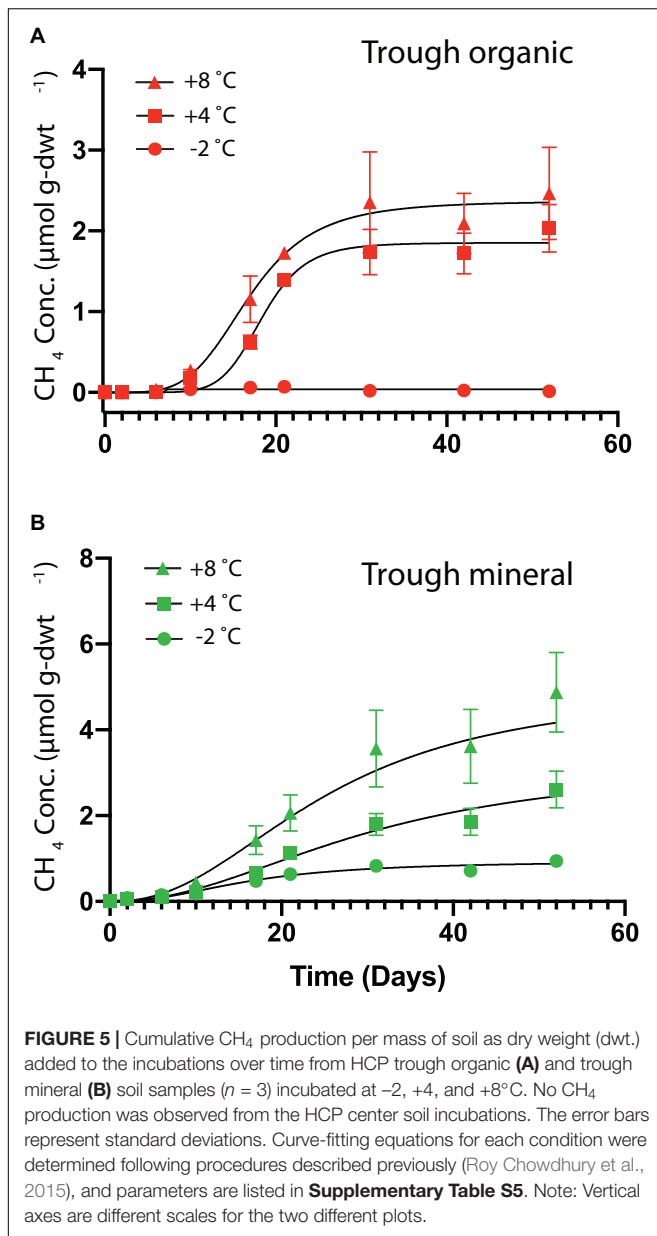 A
Trough organic
CH₄ Conc. (µmol g-dwt ⁻¹)
4
3
2
1
0
+8 ˚C
+4 ˚C
-2 ˚C
0 20 40 60
B
Trough mineral
CH₄ Conc. (µmol g-dwt ⁻¹)
8
6
4
2
0
+8 ˚C
+4 ˚C
-2 ˚C
0 20 40 60
Time (Days)
FIGURE 5 | Cumulative CH₄ production per mass of soil as dry weight (dwt.)
added to the incubations over time from HCP trough organic (A) and trough
mineral (B) soil samples (n = 3) incubated at –2, +4, and +8°C. No CH₄
production was observed from the HCP center soil incubations. The error bars
represent standard deviations. Curve-fitting equations for each condition were
determined following procedures described previously (Roy Chowdhury et al.,
2015), and parameters are listed in Supplementary Table S5. Note: Vertical
axes are different scales for the two different plots.